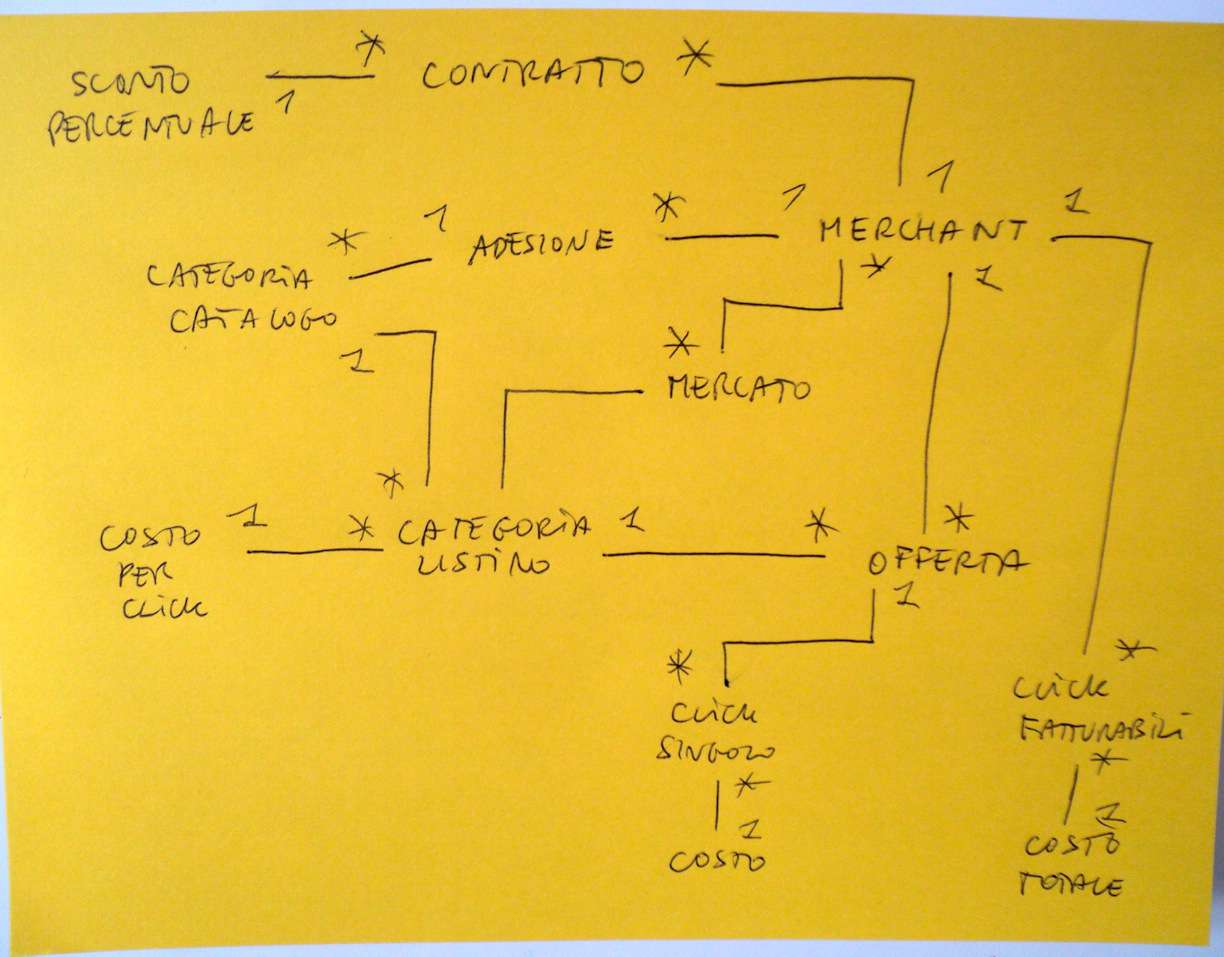 * *
SCONTO CONTRATTO
PERCENTUALE 1
1 * 1 1 1
* ADESIONE MERCHANT
CATEGORIA * 1
CATALOGO
1 *
MERCATO
*
1 * CATEGORIA 1 * *
COSTO LISTINO OFFERTA
PER 1
CLICK
* *
CLICK CLICK
SINGOLO FATTURABILI
* *
1 1
COSTO COSTO
TOTALE